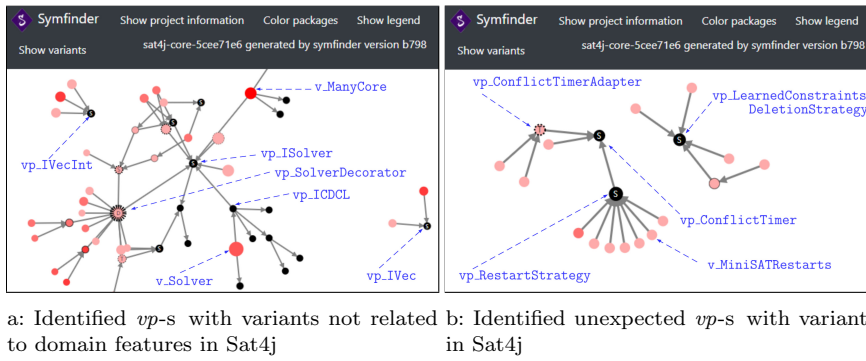 Symfinder Show project information Color packages Show legend
Show variants sat4j-core-5cee71e6 generated by symfinder version b798
v_ManyCore
vp_IVecInt
vp_ISolver
vp_SolverDecorator
vp_ICDCL
v_Solver
vp_IVec
Symfinder Show project information Color packages Show legend
Show variants sat4j-core-5cee71e6 generated by symfinder version b798
vp_ConflictTimerAdapter
vp_LearnedConstraints
DeletionStrategy
vp_ConflictTimer
vp_RestartStrategy
v_MiniSATRestarts
a: Identified vp-s with variants not related
to domain features in Sat4j
b: Identified unexpected vp-s with variant
in Sat4j